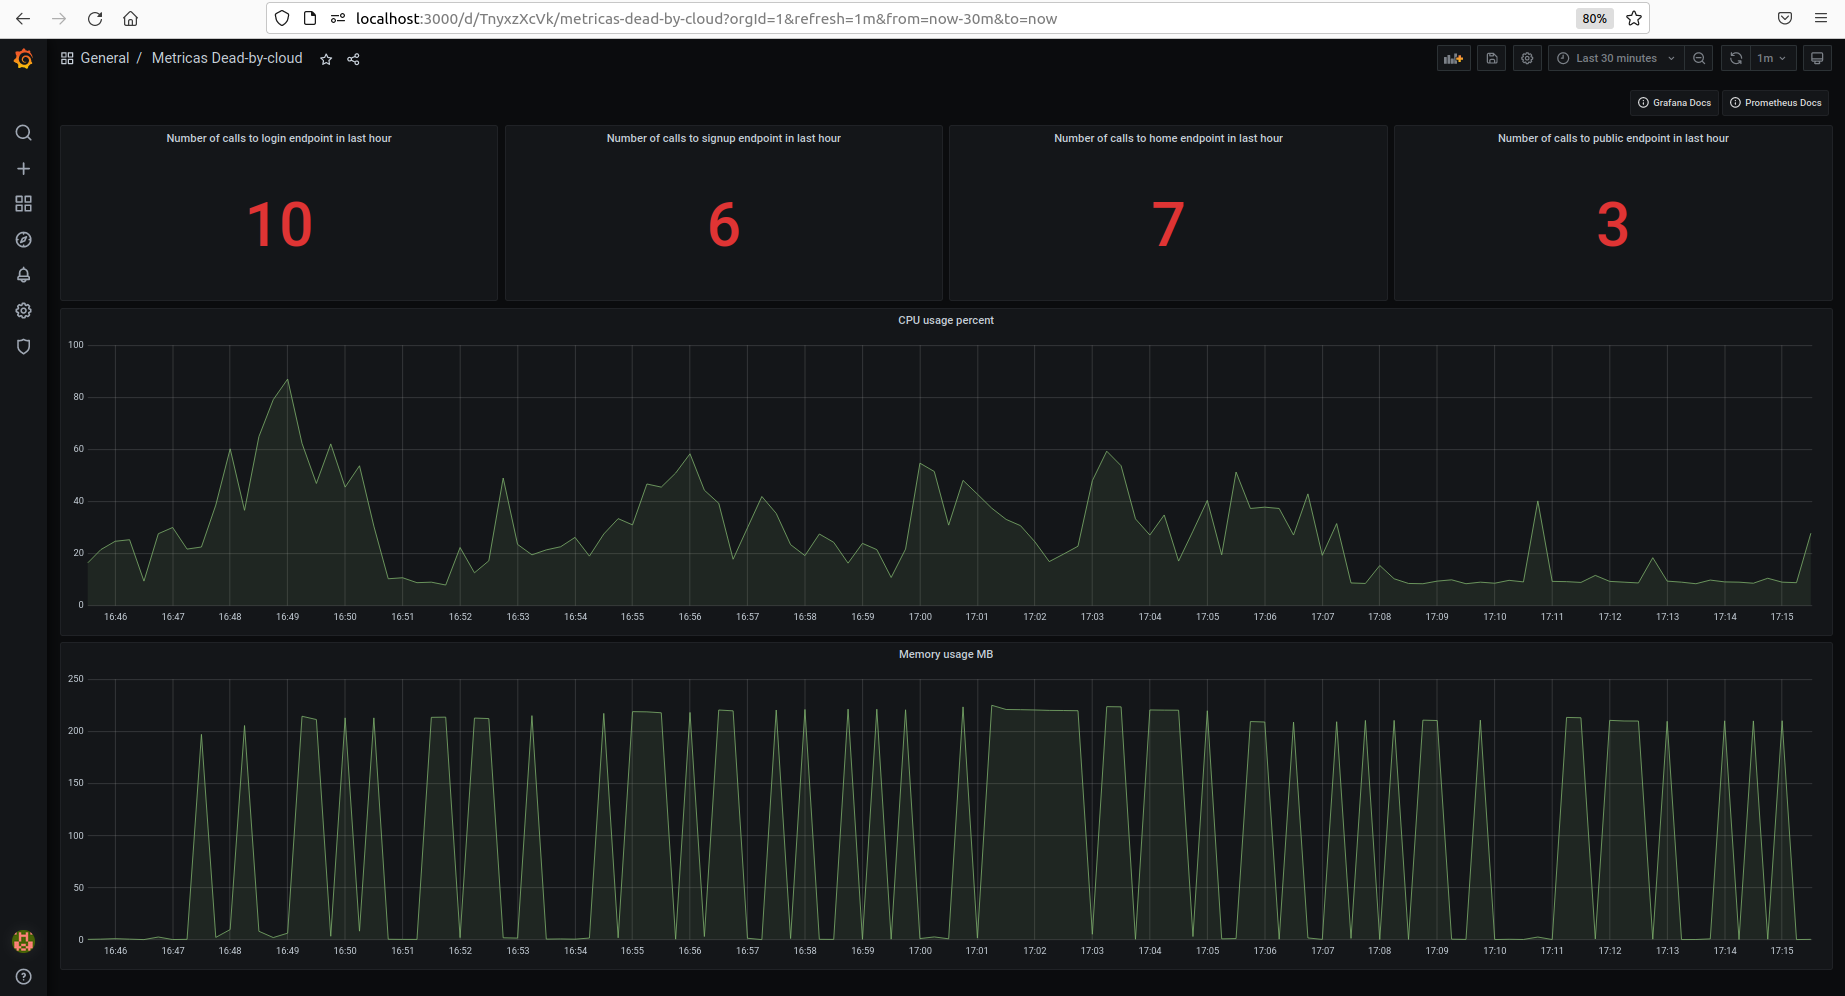 localhost:3000/d/TnyxzXcVk/metricas-dead-by-cloud?orgId=1&refresh=1m&from=now-30m&to=now 80%
General / Metricas Dead-by-cloud Last 30 minutes 1m
Grafana Docs Prometheus Docs
Number of calls to login endpoint in last hour
10
Number of calls to signup endpoint in last hour
6
Number of calls to home endpoint in last hour
7
Number of calls to public endpoint in last hour
3
CPU usage percent
100
80
60
40
20
0
16:46 16:47 16:48 16:49 16:50 16:51 16:52 16:53 16:54 16:55 16:56 16:57 16:58 16:59 17:00 17:01 17:02 17:03 17:04 17:05 17:06 17:07 17:08 17:09 17:10 17:11 17:12 17:13 17:14 17:15
Memory usage MB
250
200
150
100
50
0
16:46 16:47 16:48 16:49 16:50 16:51 16:52 16:53 16:54 16:55 16:56 16:57 16:58 16:59 17:00 17:01 17:02 17:03 17:04 17:05 17:06 17:07 17:08 17:09 17:10 17:11 17:12 17:13 17:14 17:15